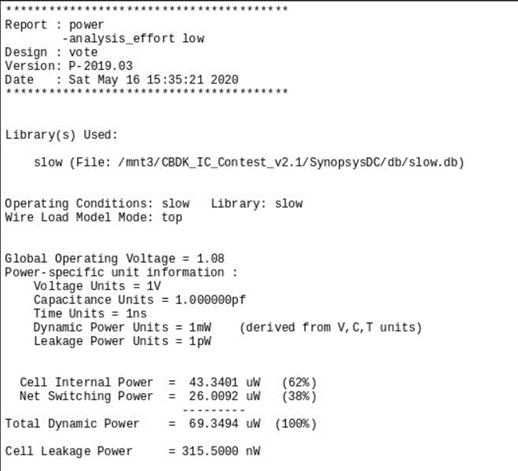 ****************************************
Report : power
        -analysis_effort low
Design : vote
Version: P-2019.03
Date   : Sat May 16 15:35:21 2020
****************************************
Library(s) Used:
    slow (File: /mnt3/CBDK_IC_Contest_v2.1/SynopsysDC/db/slow.db)
Operating Conditions: slow   Library: slow
Wire Load Model Mode: top
Global Operating Voltage = 1.08
Power-specific unit information :
    Voltage Units = 1V
    Capacitance Units = 1.000000pf
    Time Units = 1ns
    Dynamic Power Units = 1mW    (derived from V,C,T units)
    Leakage Power Units = 1pW
  Cell Internal Power  =  43.3401 uW   (62%)
  Net Switching Power  =  26.0092 uW   (38%)
                         ---------
Total Dynamic Power    =  69.3494 uW  (100%)
Cell Leakage Power     = 315.5000 nW